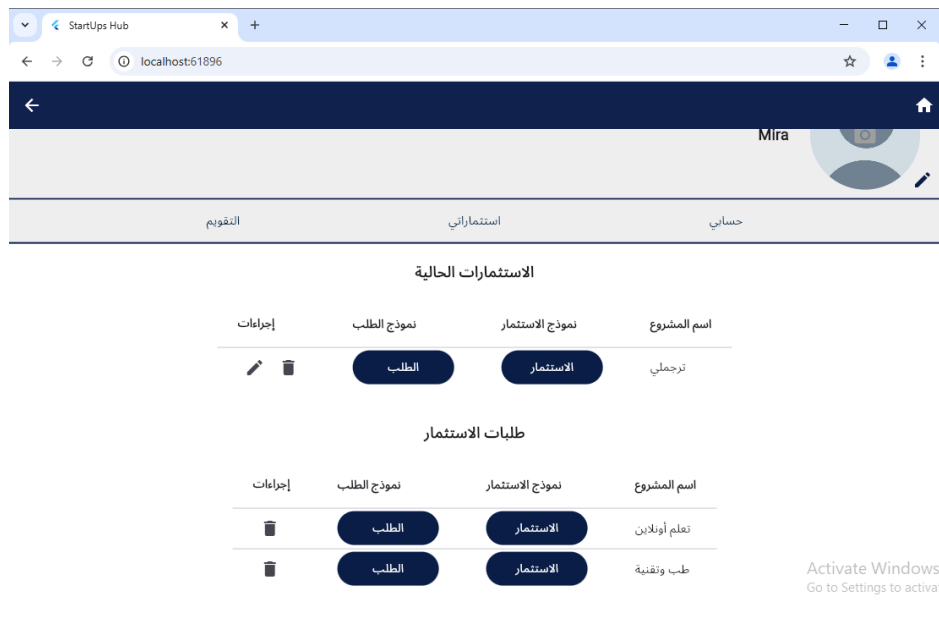 StartUps Hub
localhost:61896
Mira
حسابي استثماراتي التقويم
الاستثمارات الحالية
اسم المشروع نموذج الاستثمار نموذج الطلب إجراءات
ترجملي الاستثمار الطلب
طلبات الاستثمار
اسم المشروع نموذج الاستثمار نموذج الطلب إجراءات
تعلم أونلاين الاستثمار الطلب
طب وتقنية الاستثمار الطلب
Activate Windows
Go to Settings to activa